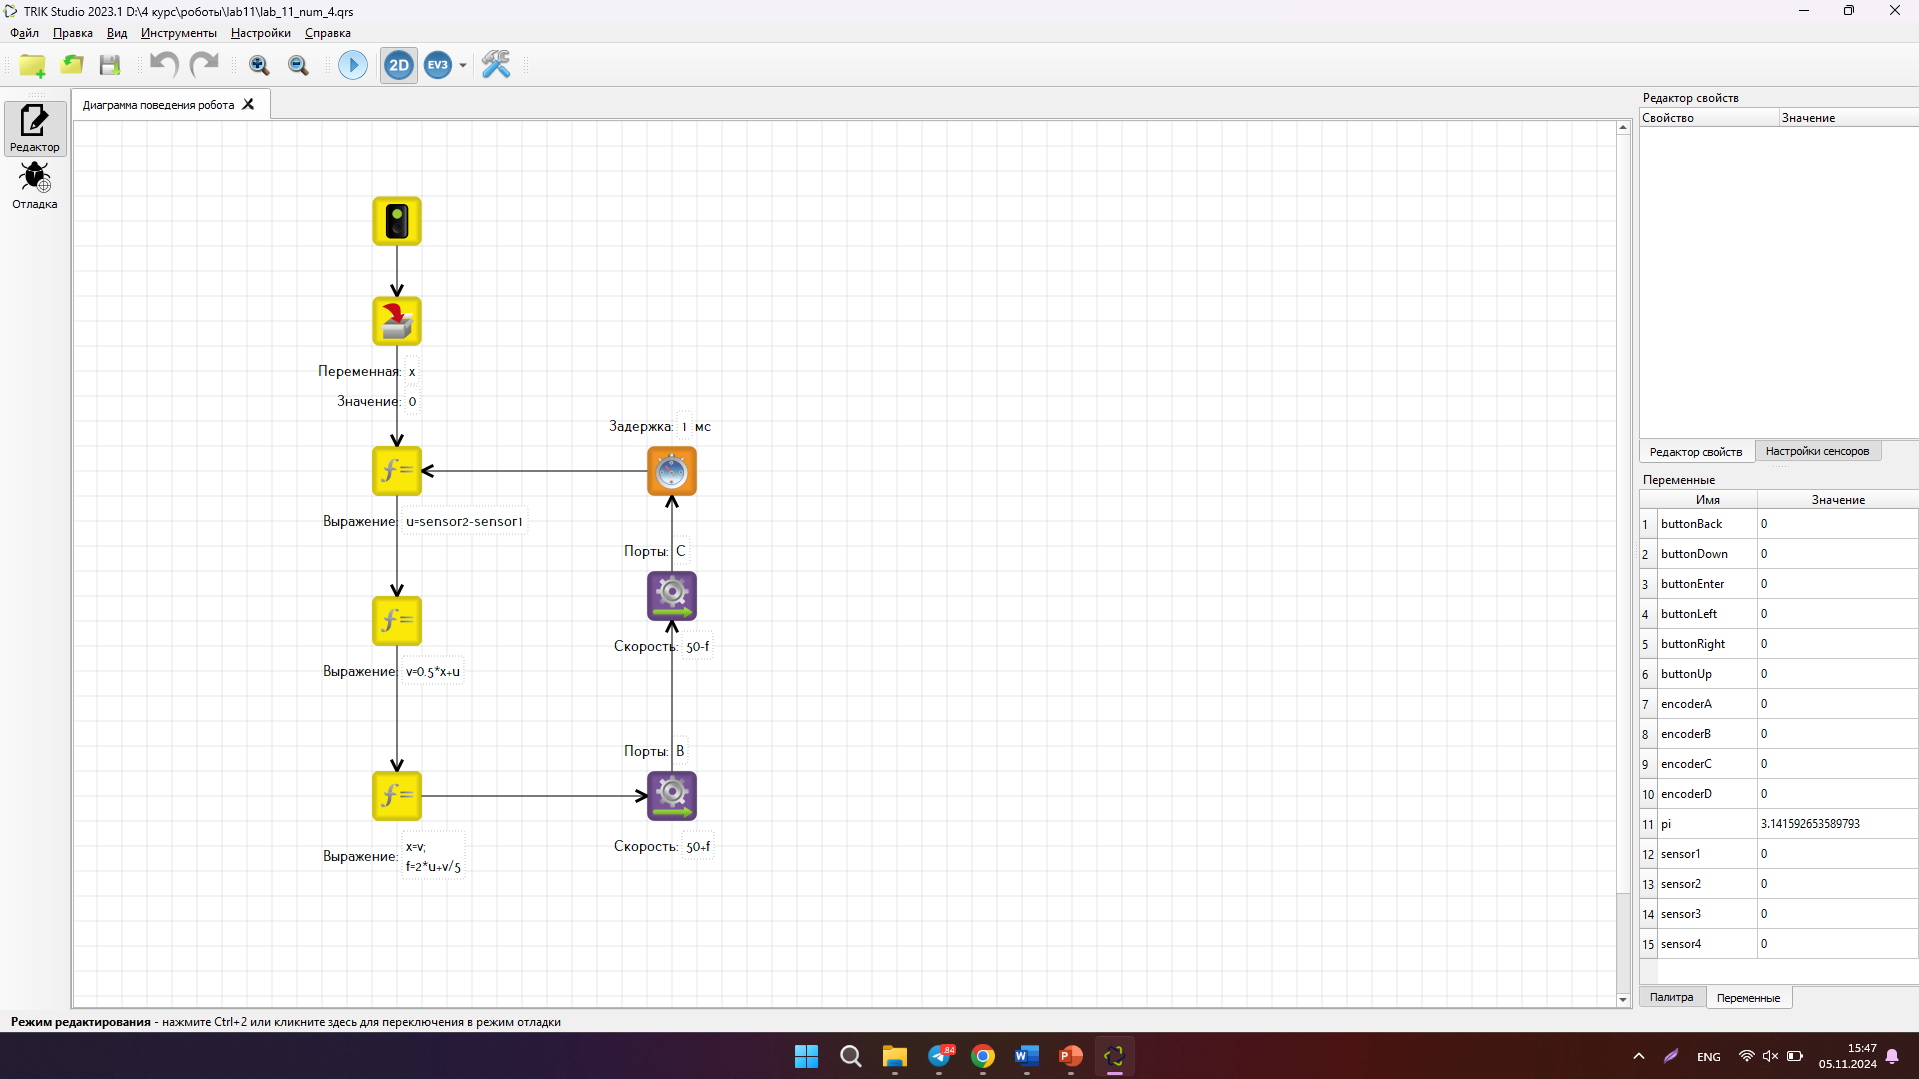 TRIK Studio 2023.1 D:\4 курс\роботы\lab11\lab_11_num_4.qrs
Файл Правка Вид Инструменты Настройки Справка
2D EV3
Диаграмма поведения робота
Редактор
Отладка
Переменная: x
Значение: 0
Выражение: u=sensor2-sensor1
Выражение: v=0.5*x+u
Выражение: x=v;
f=2*u+v/5
Задержка: 1 мс
Порты: C
Скорость: 50-f
Порты: B
Скорость: 50+f
Редактор свойств
Свойство Значение
Редактор свойств Настройки сенсоров
Переменные
Имя Значение
1 buttonBack 0
2 buttonDown 0
3 buttonEnter 0
4 buttonLeft 0
5 buttonRight 0
6 buttonUp 0
7 encoderA 0
8 encoderB 0
9 encoderC 0
10 encoderD 0
11 pi 3.141592653589793
12 sensor1 0
13 sensor2 0
14 sensor3 0
15 sensor4 0
Палитра Переменные
Режим редактирования - нажмите Ctrl+2 или кликните здесь для переключения в режим отладки
84
W
P
ENG
15:47
05.11.2024